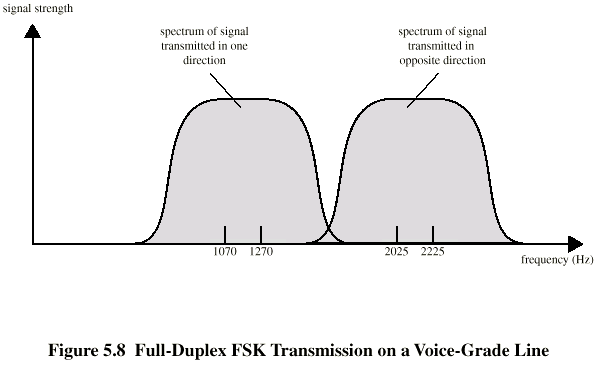 signal strength
spectrum of signal
transmitted in one
direction
spectrum of signal
transmitted in
opposite direction
1070 1270 2025 2225
frequency (Hz)
Figure 5.8 Full-Duplex FSK Transmission on a Voice-Grade Line